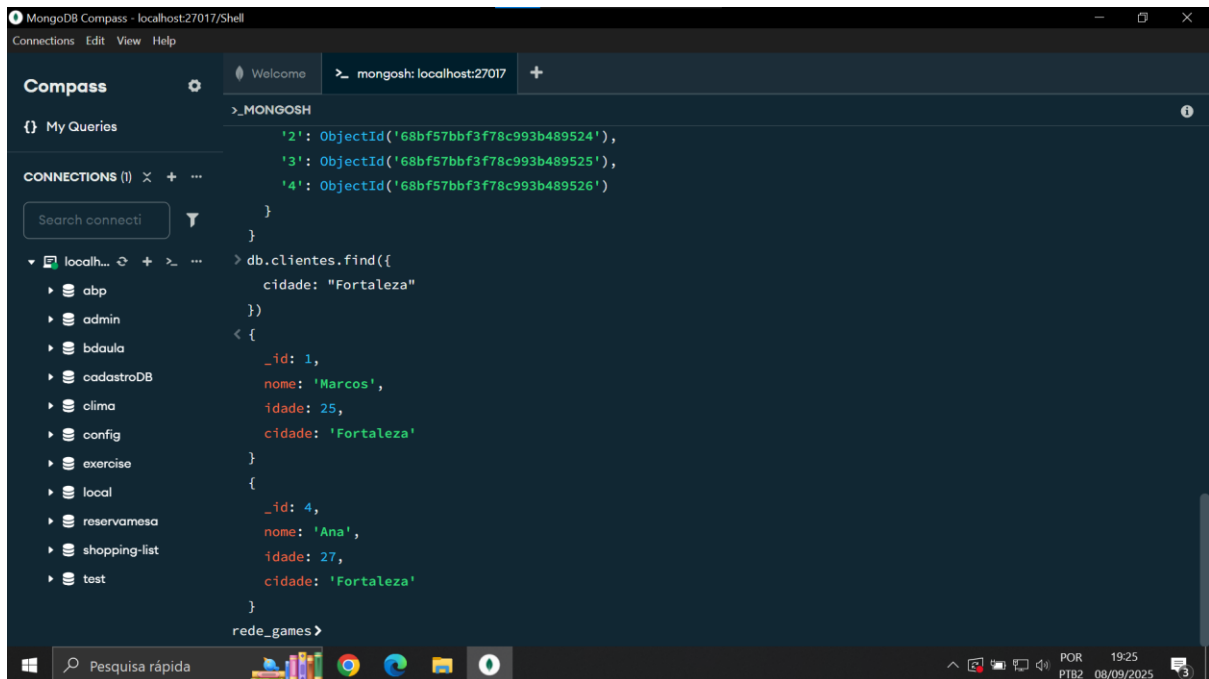 MongoDB Compass - localhost:27017/Shell
Connections Edit View Help
Compass
{} My Queries
CONNECTIONS (1)
Search connecti
localh...
abp
admin
bdaula
cadastroDB
clima
config
exercise
local
reservamesa
shopping-list
test
Welcome
>_ mongosh: localhost:27017
>_MONGOSH
'2': ObjectId('68bf57bbf3f78c993b489524'),
'3': ObjectId('68bf57bbf3f78c993b489525'),
'4': ObjectId('68bf57bbf3f78c993b489526')
}
}
> db.clientes.find({
cidade: "Fortaleza"
})
< {
_id: 1,
nome: 'Marcos',
idade: 25,
cidade: 'Fortaleza'
}
{
_id: 4,
nome: 'Ana',
idade: 27,
cidade: 'Fortaleza'
}
rede_games>
Pesquisa rápida
POR
PTB2
19:25
08/09/2025
3